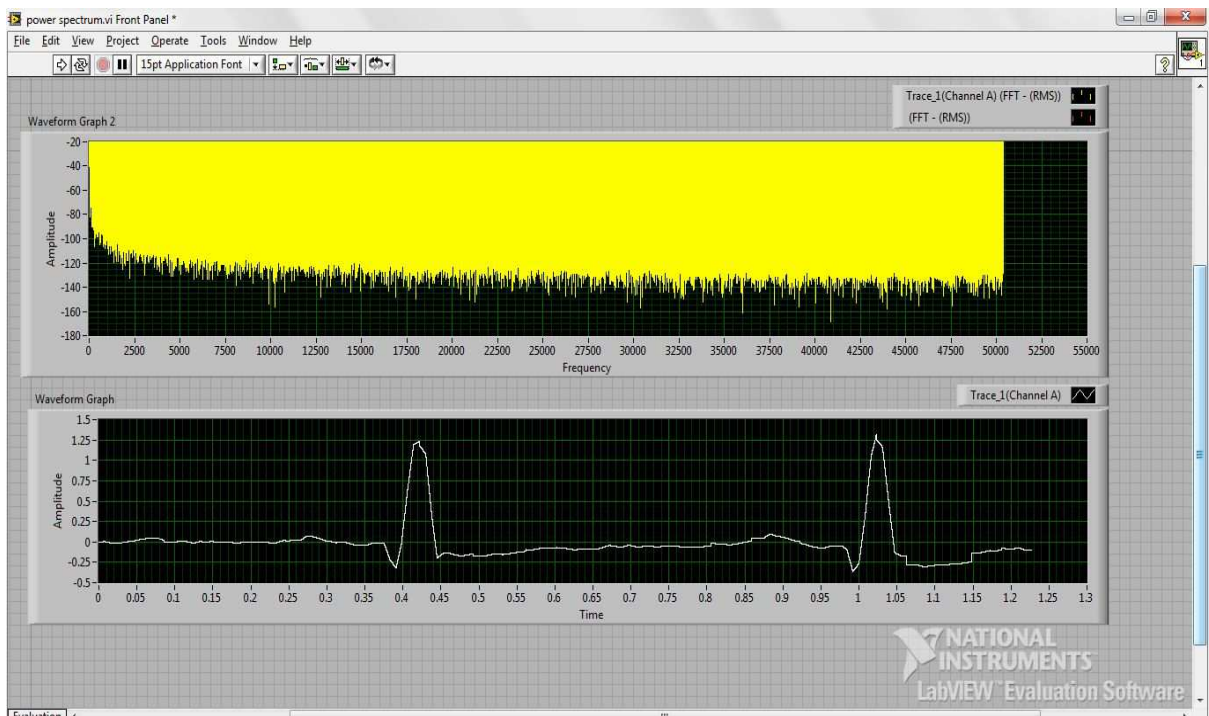 power spectrum.vi Front Panel *
File Edit View Project Operate Tools Window Help
15pt Application Font
1
Trace_1(Channel A) (FFT - (RMS))
(FFT - (RMS))
Waveform Graph 2
-20
-40
-60
-80
-100
-120
-140
-160
-180
Amplitude
0 2500 5000 7500 10000 12500 15000 17500 20000 22500 25000 27500 30000 32500 35000 37500 40000 42500 45000 47500 50000 52500 55000
Frequency
Waveform Graph
Trace_1(Channel A)
1.5
1.25
1
0.75
0.5
0.25
0
-0.25
-0.5
Amplitude
0 0.05 0.1 0.15 0.2 0.25 0.3 0.35 0.4 0.45 0.5 0.55 0.6 0.65 0.7 0.75 0.8 0.85 0.9 0.95 1 1.05 1.1 1.15 1.2 1.25 1.3
Time
NATIONAL
INSTRUMENTS
LabVIEW™ Evaluation Software
Evaluation